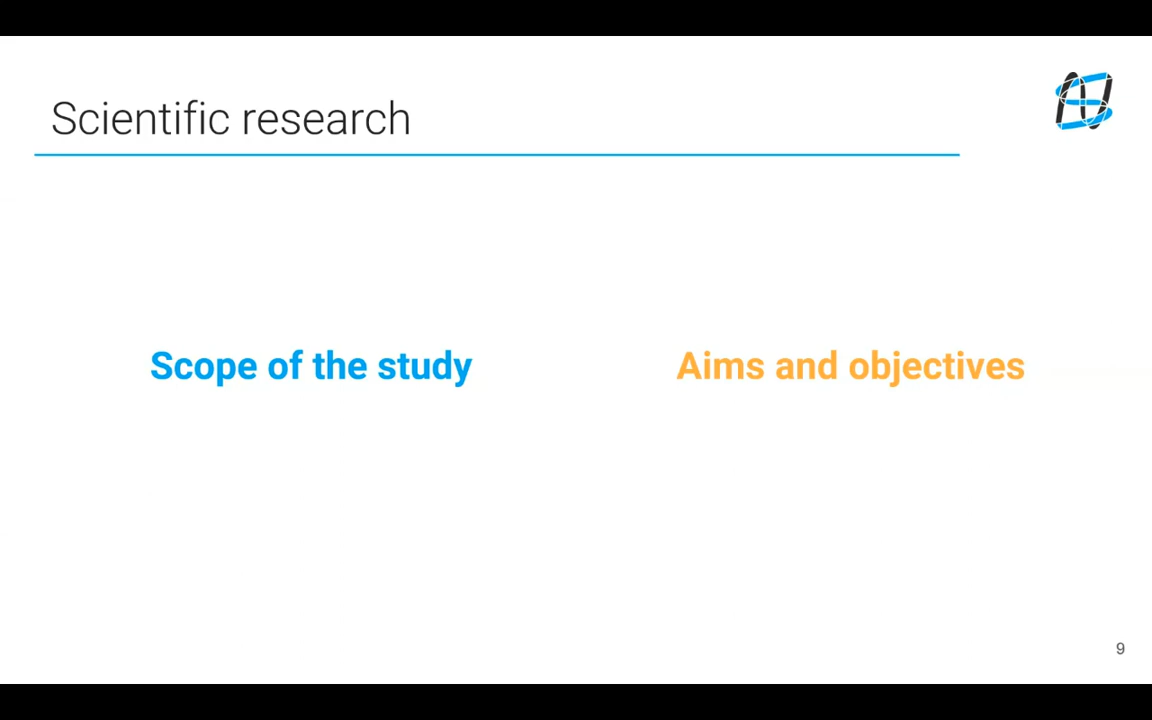 Scientific research
Scope of the study
Aims and objectives
9